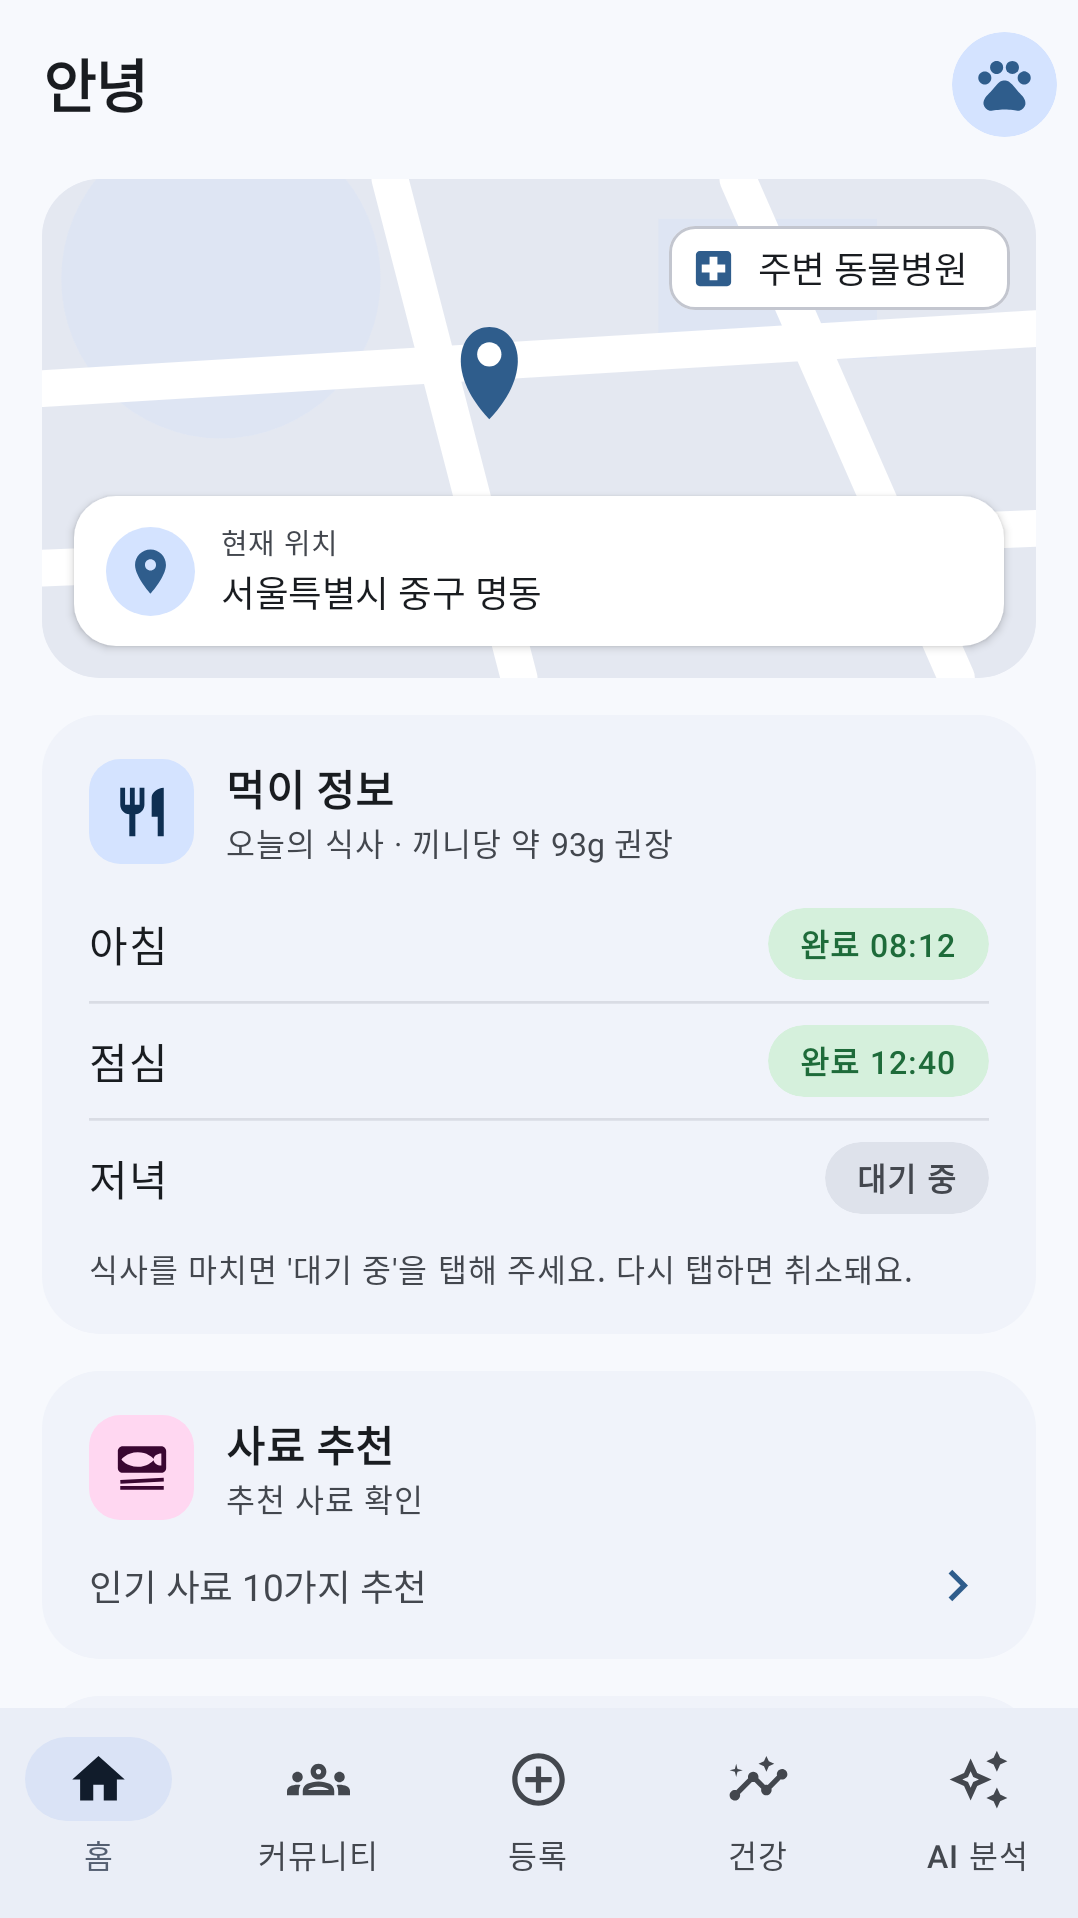 안녕
주변 동물병원
현재 위치
서울특별시 중구 명동
먹이 정보
오늘의 식사 · 끼니당 약 93g 권장
아침
완료 08:12
점심
완료 12:40
저녁
대기 중
식사를 마치면 '대기 중'을 탭해 주세요. 다시 탭하면 취소돼요.
사료 추천
추천 사료 확인
인기 사료 10가지 추천
홈
커뮤니티
등록
건강
AI 분석